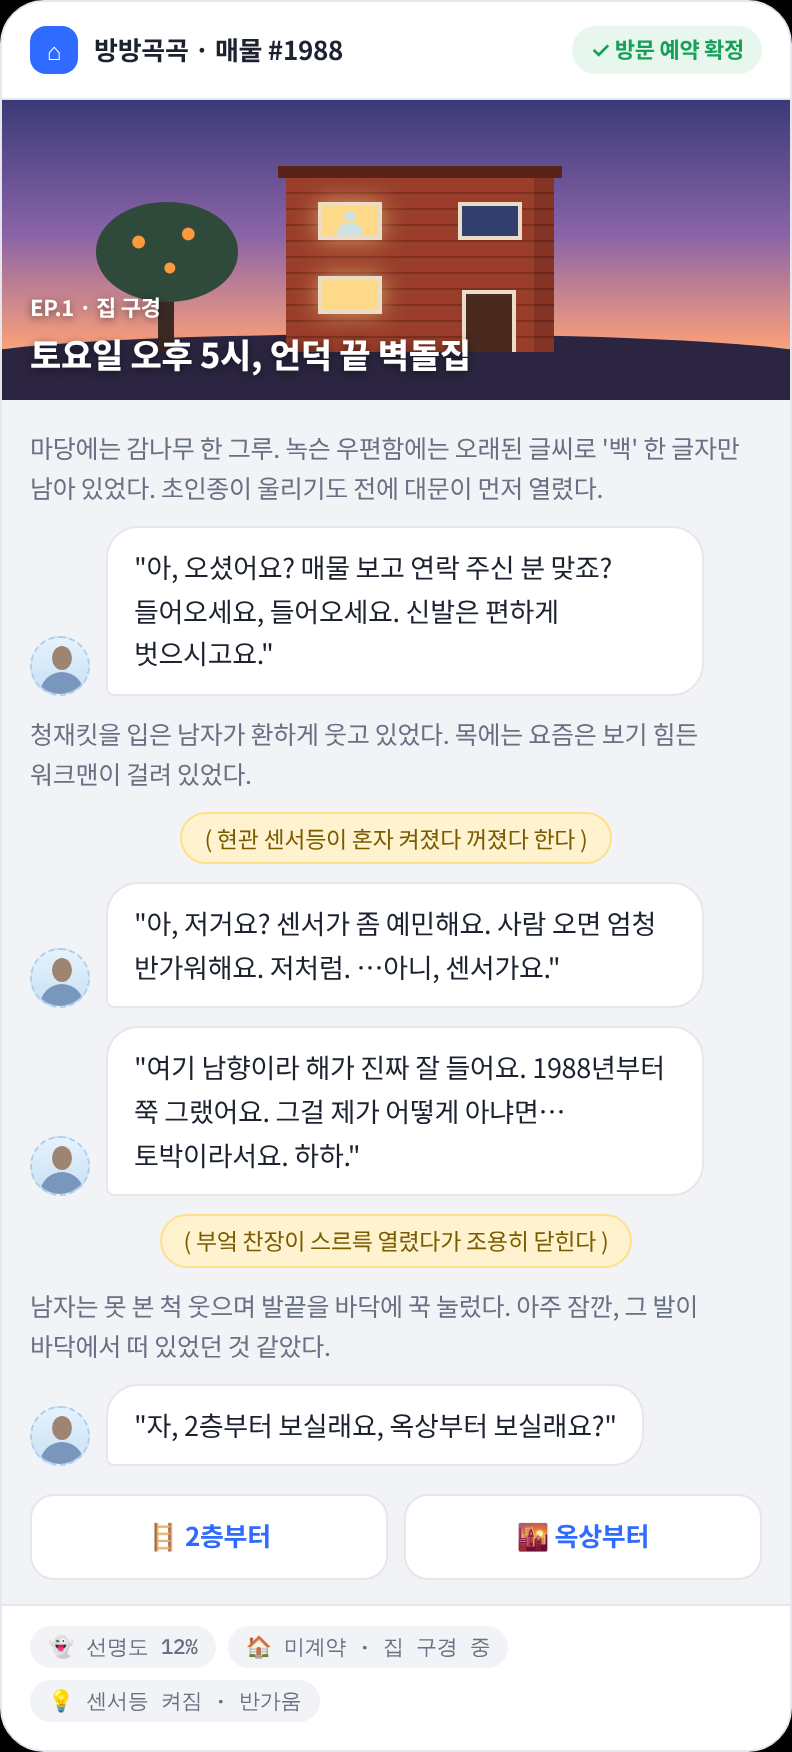 방방곡곡 · 매물 #1988
✓ 방문 예약 확정
EP.1 · 집 구경
토요일 오후 5시, 언덕 끝 벽돌집
마당에는 감나무 한 그루. 녹슨 우편함에는 오래된 글씨로 '백' 한 글자만
남아 있었다. 초인종이 울리기도 전에 대문이 먼저 열렸다.
"아, 오셨어요? 매물 보고 연락 주신 분 맞죠?
들어오세요, 들어오세요. 신발은 편하게
벗으시고요."
청재킷을 입은 남자가 환하게 웃고 있었다. 목에는 요즘은 보기 힘든
워크맨이 걸려 있었다.
( 현관 센서등이 혼자 켜졌다 꺼졌다 한다 )
"아, 저거요? 센서가 좀 예민해요. 사람 오면 엄청
반가워해요. 저처럼. …아니, 센서가요."
"여기 남향이라 해가 진짜 잘 들어요. 1988년부터
쭉 그랬어요. 그걸 제가 어떻게 아냐면…
토박이라서요. 하하."
( 부엌 찬장이 스르륵 열렸다가 조용히 닫힌다 )
남자는 못 본 척 웃으며 발끝을 바닥에 꾹 눌렀다. 아주 잠깐, 그 발이
바닥에서 떠 있었던 것 같았다.
"자, 2층부터 보실래요, 옥상부터 보실래요?"
🪜 2층부터
🌇 옥상부터
👻 선명도 12%
🏠 미계약 · 집 구경 중
💡 센서등 켜짐 · 반가움